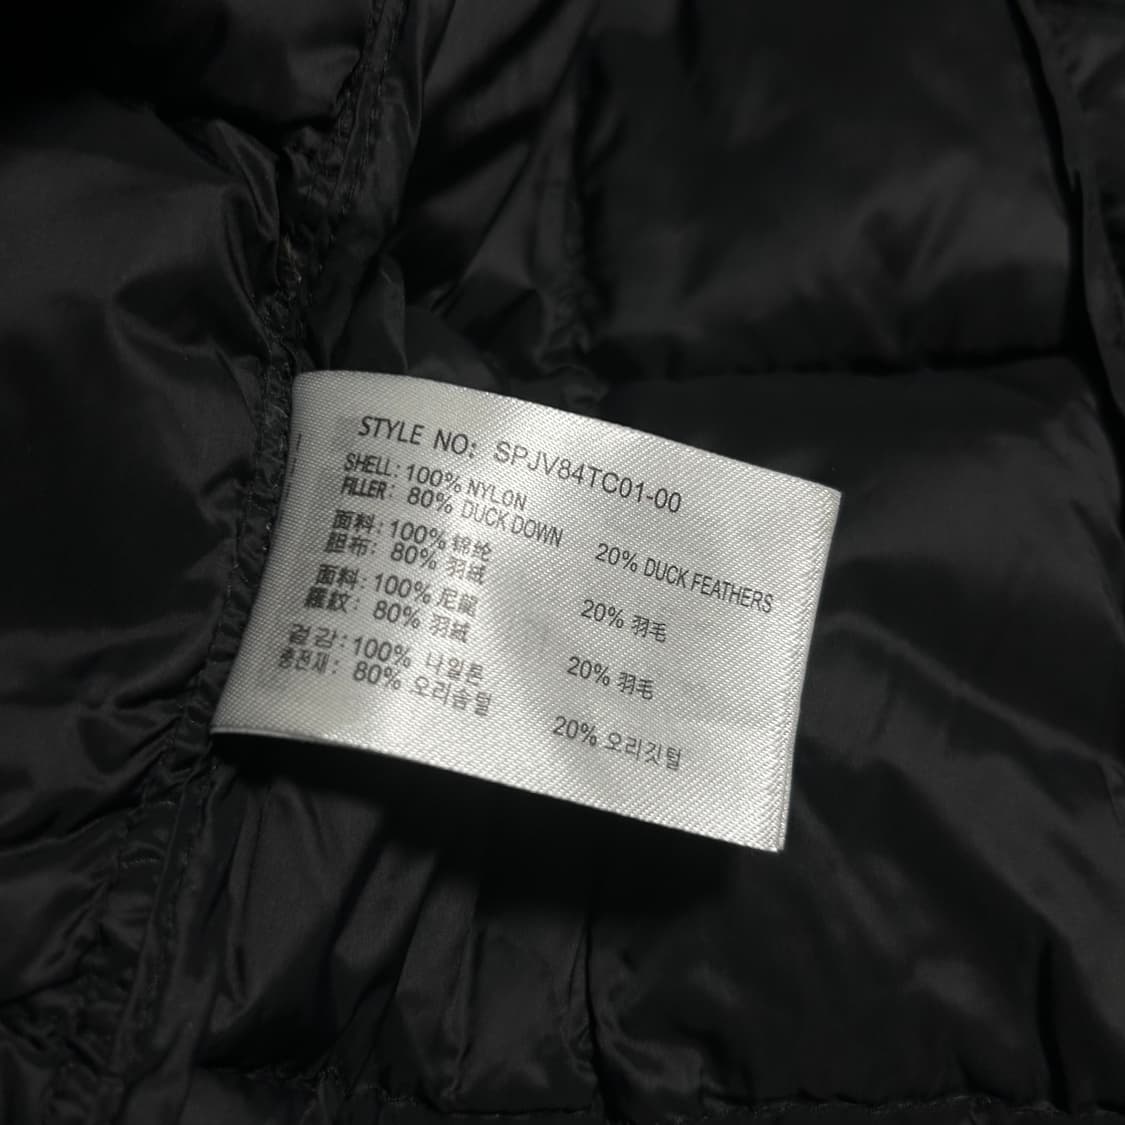 STYLE NO: SPJV84TC01-00
SHELL: 100% NYLON
FILLER: 80% DUCK DOWN 20% DUCK FEATHERS
面料: 100% 锦纶
胆布: 80% 羽绒 20% 羽毛
面料: 100% 尼龍
羅紋: 80% 羽絨 20% 羽毛
겉감: 100% 나일론
충전재: 80% 오리솜털 20% 오리깃털